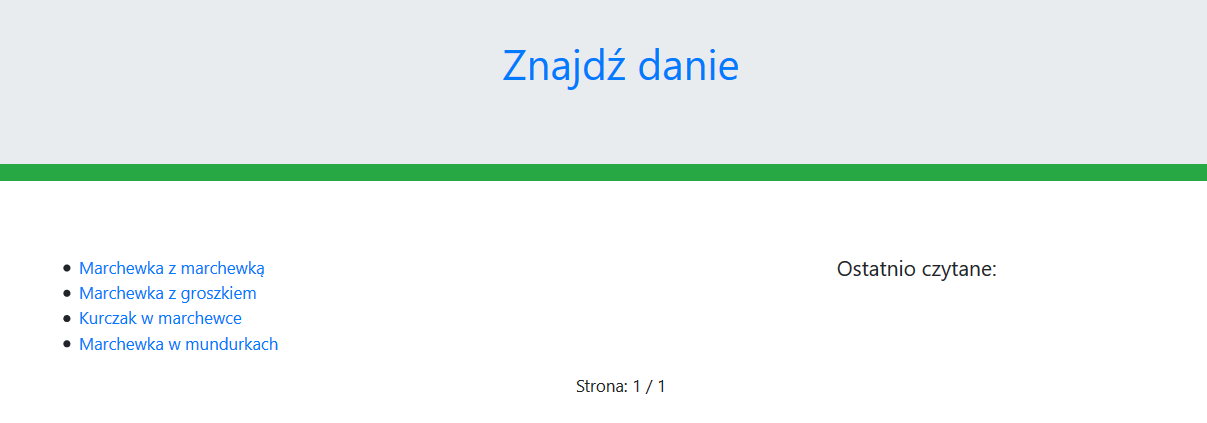 Znajdź danie
Marchewka z marchewką
Marchewka z groszkiem
Kurczak w marchewce
Marchewka w mundurkach
Ostatnio czytane:
Strona: 1 / 1